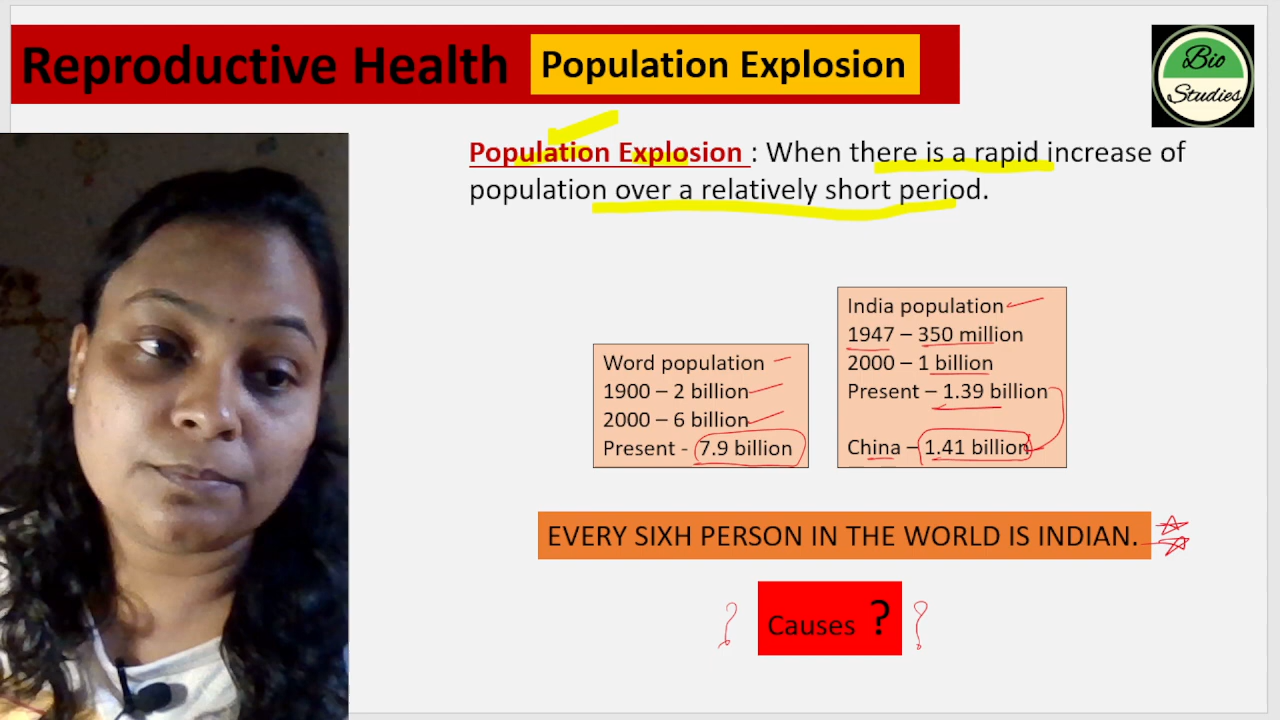 Reproductive Health Population Explosion
Bio
Studies
Population Explosion : When there is a rapid increase of
population over a relatively short period.
Word population
1900 – 2 billion
2000 – 6 billion
Present - 7.9 billion
India population
1947 – 350 million
2000 – 1 billion
Present – 1.39 billion
China – 1.41 billion
EVERY SIXH PERSON IN THE WORLD IS INDIAN.
? Causes ? ?